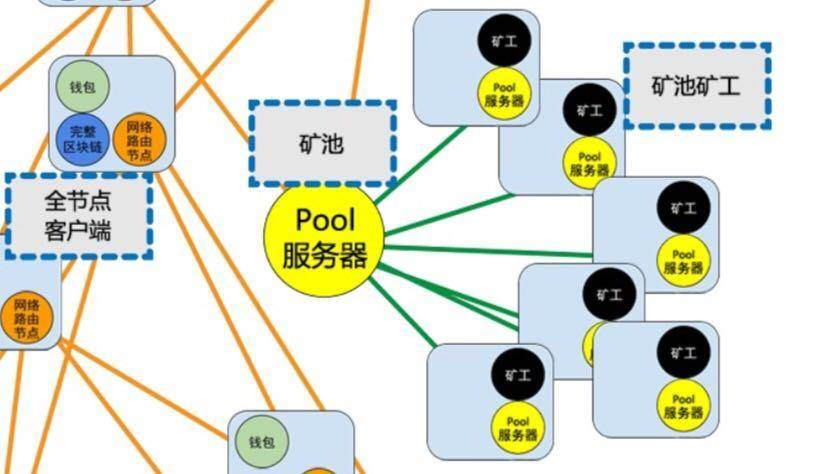 矿工
Pool
服务器
矿池矿工
钱包
完整
区块链
网络
路由
节点
矿池
矿工
Pool
服务器
全节点
客户端
Pool
服务器
矿工
Pool
服务器
矿工
网络
路由
节点
矿工
Pool
服务器
矿工
Pool
服务器
钱包